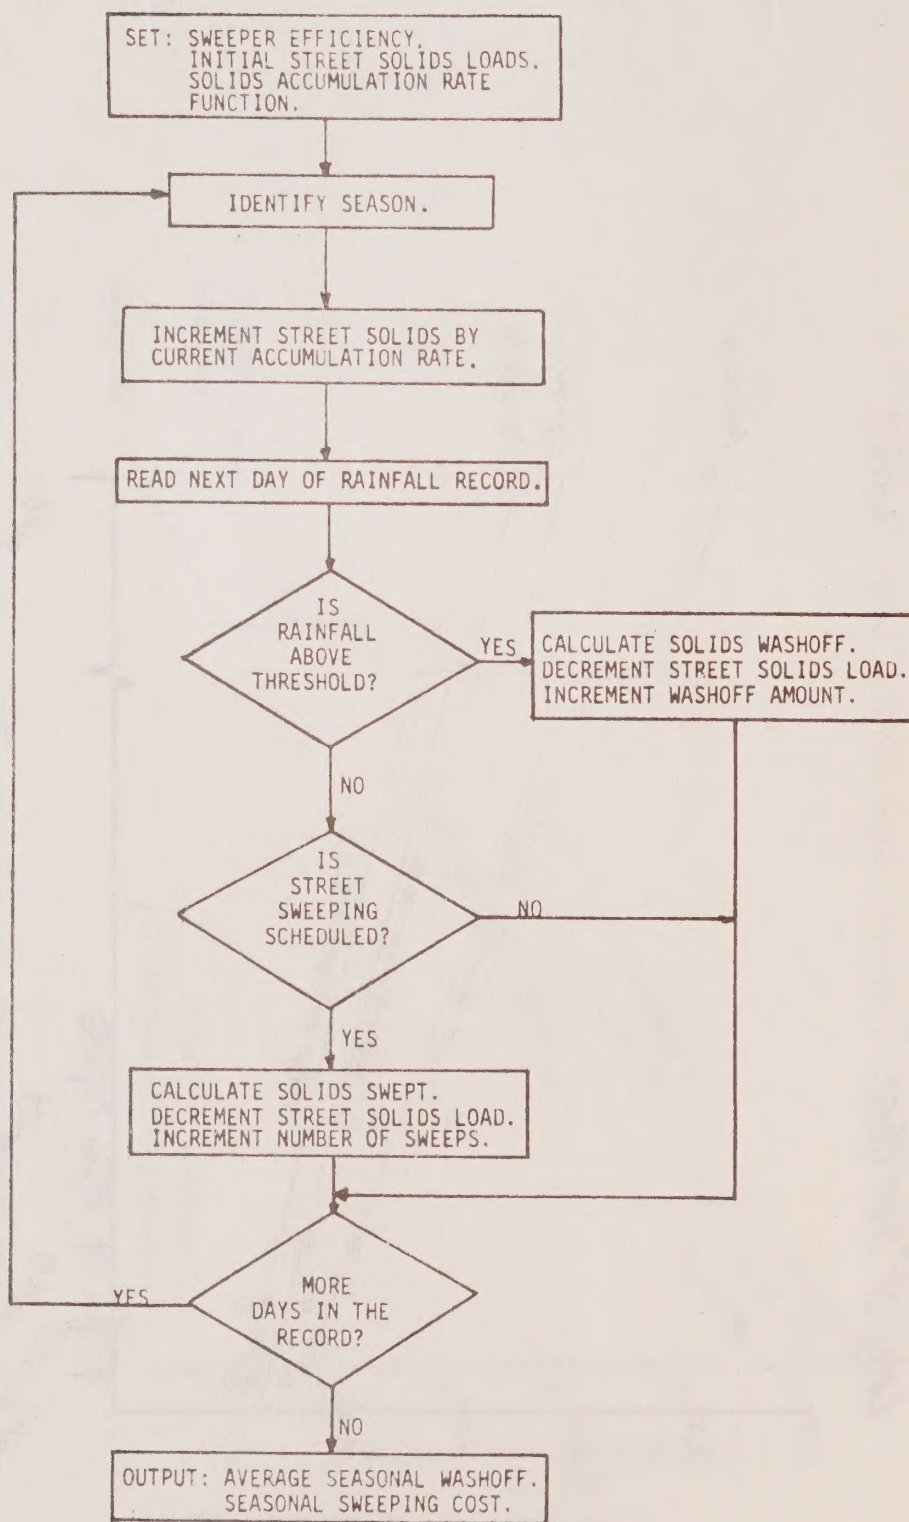 SET: SWEEPER EFFICIENCY.
INITIAL STREET SOLIDS LOADS.
SOLIDS ACCUMULATION RATE
FUNCTION.
IDENTIFY SEASON.
INCREMENT STREET SOLIDS BY
CURRENT ACCUMULATION RATE.
READ NEXT DAY OF RAINFALL RECORD.
IS
RAINFALL
ABOVE
THRESHOLD?
YES
CALCULATE SOLIDS WASHOFF.
DECREMENT STREET SOLIDS LOAD.
INCREMENT WASHOFF AMOUNT.
NO
IS
STREET
SWEEPING
SCHEDULED?
NO
YES
CALCULATE SOLIDS SWEPT.
DECREMENT STREET SOLIDS LOAD.
INCREMENT NUMBER OF SWEEPS.
MORE
DAYS IN THE
RECORD?
YES
NO
OUTPUT: AVERAGE SEASONAL WASHOFF.
SEASONAL SWEEPING COST.